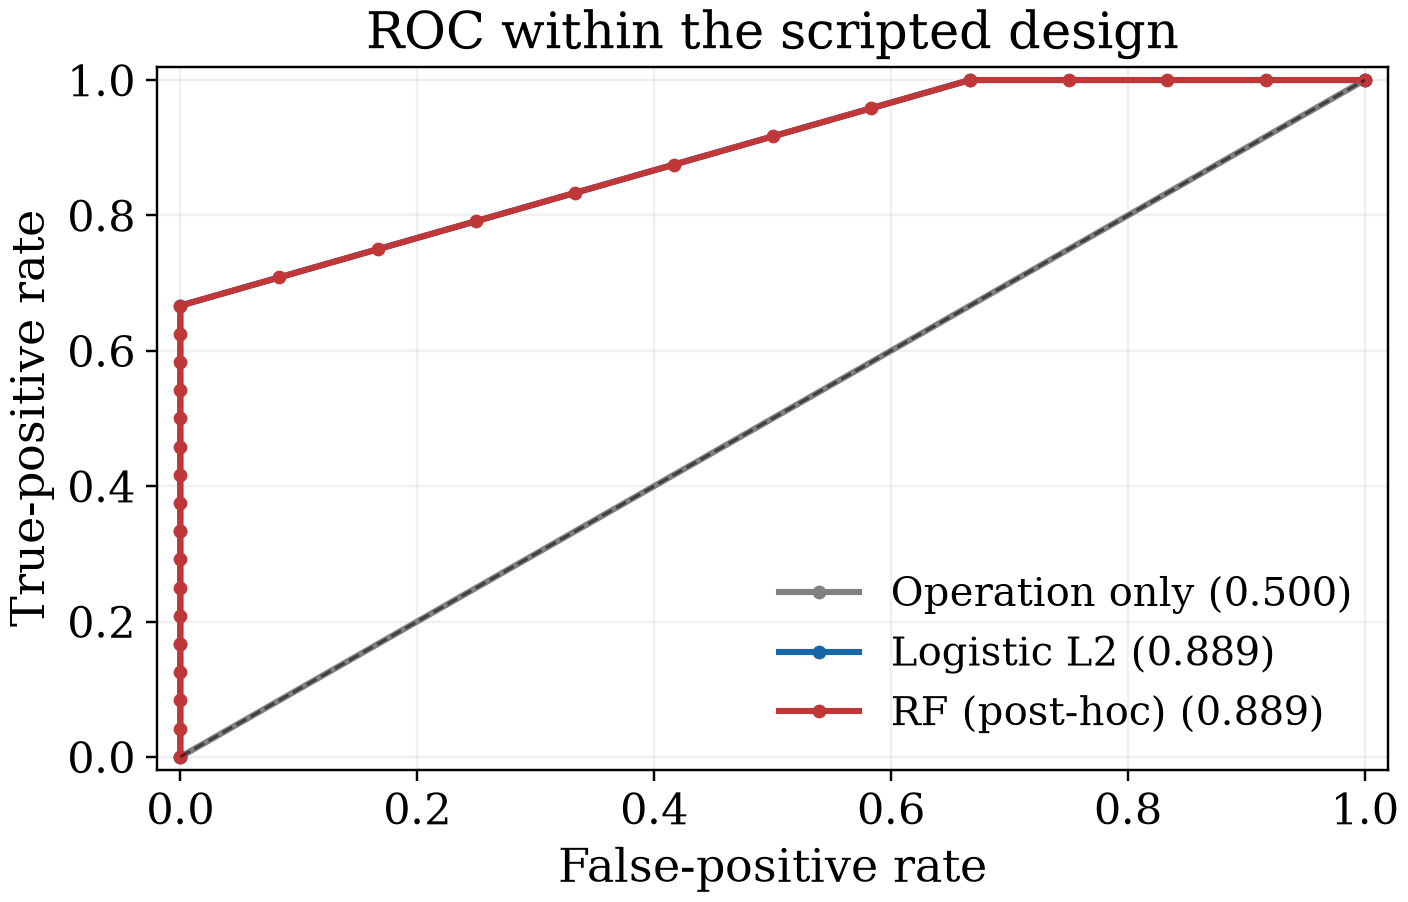 ROC within the scripted design
True-positive rate
1.0
0.8
0.6
0.4
0.2
0.0
Operation only (0.500)
Logistic L2 (0.889)
RF (post-hoc) (0.889)
0.0 0.2 0.4 0.6 0.8 1.0
False-positive rate